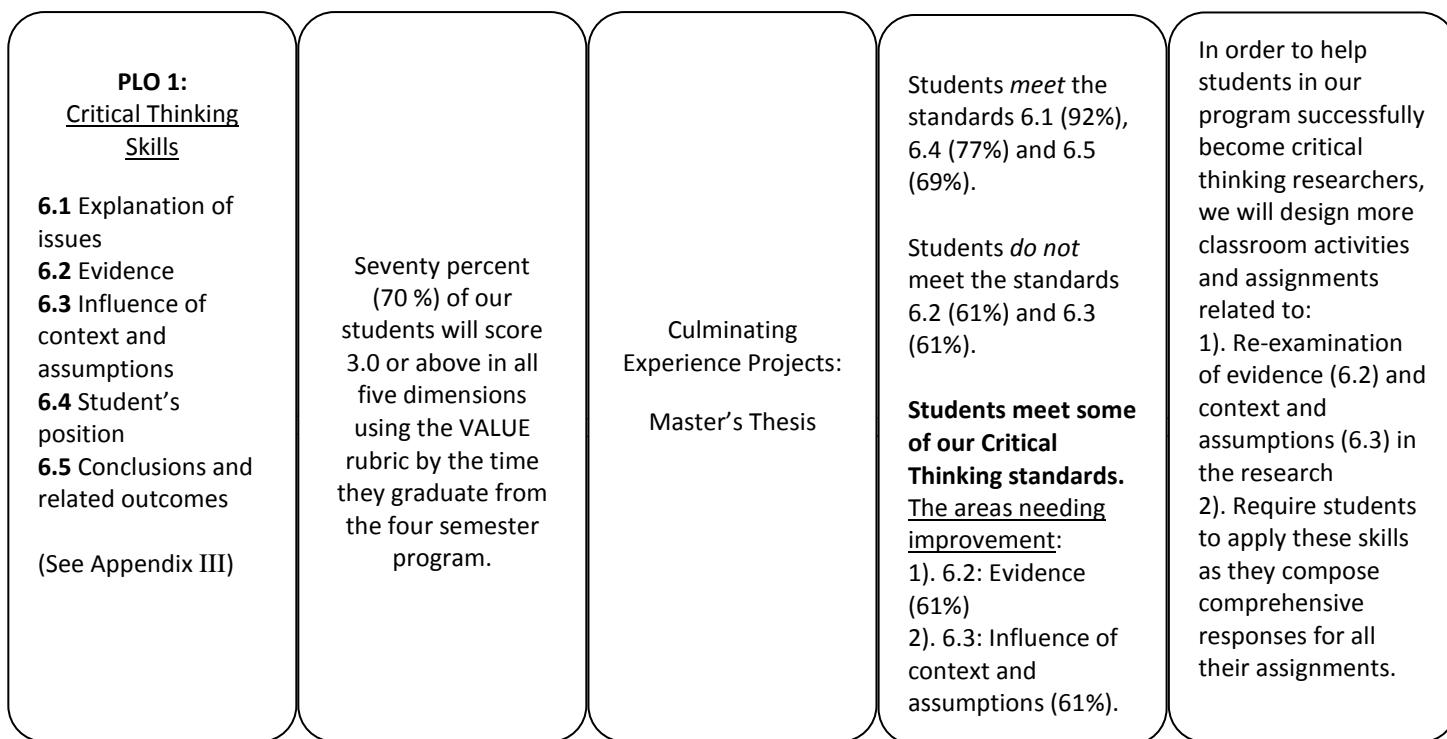 PLO 1:
Critical Thinking
Skills
6.1 Explanation of
issues
6.2 Evidence
6.3 Influence of
context and
assumptions
6.4 Student’s
position
6.5 Conclusions and
related outcomes
(See Appendix III)
Seventy percent
(70 %) of our
students will score
3.0 or above in all
five dimensions
using the VALUE
rubric by the time
they graduate from
the four semester
program.
Culminating
Experience Projects:
Master’s Thesis
Students meet the
standards 6.1 (92%),
6.4 (77%) and 6.5
(69%).
Students do not
meet the standards
6.2 (61%) and 6.3
(61%).
Students meet some
of our Critical
Thinking standards.
The areas needing
improvement:
1). 6.2: Evidence
(61%)
2). 6.3: Influence of
context and
assumptions (61%).
In order to help
students in our
program successfully
become critical
thinking researchers,
we will design more
classroom activities
and assignments
related to:
1). Re-examination
of evidence (6.2) and
context and
assumptions (6.3) in
the research
2). Require students
to apply these skills
as they compose
comprehensive
responses for all
their assignments.